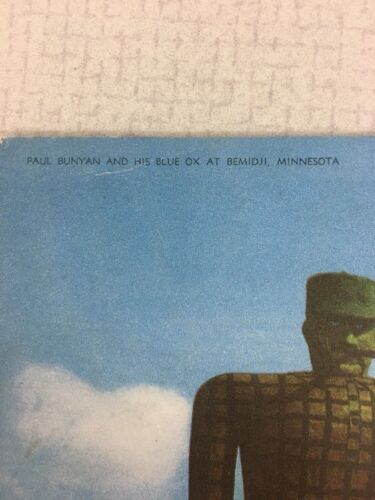 PAUL BUNYAN AND HIS BLUE OX AT BEMIDJI, MINNESOTA